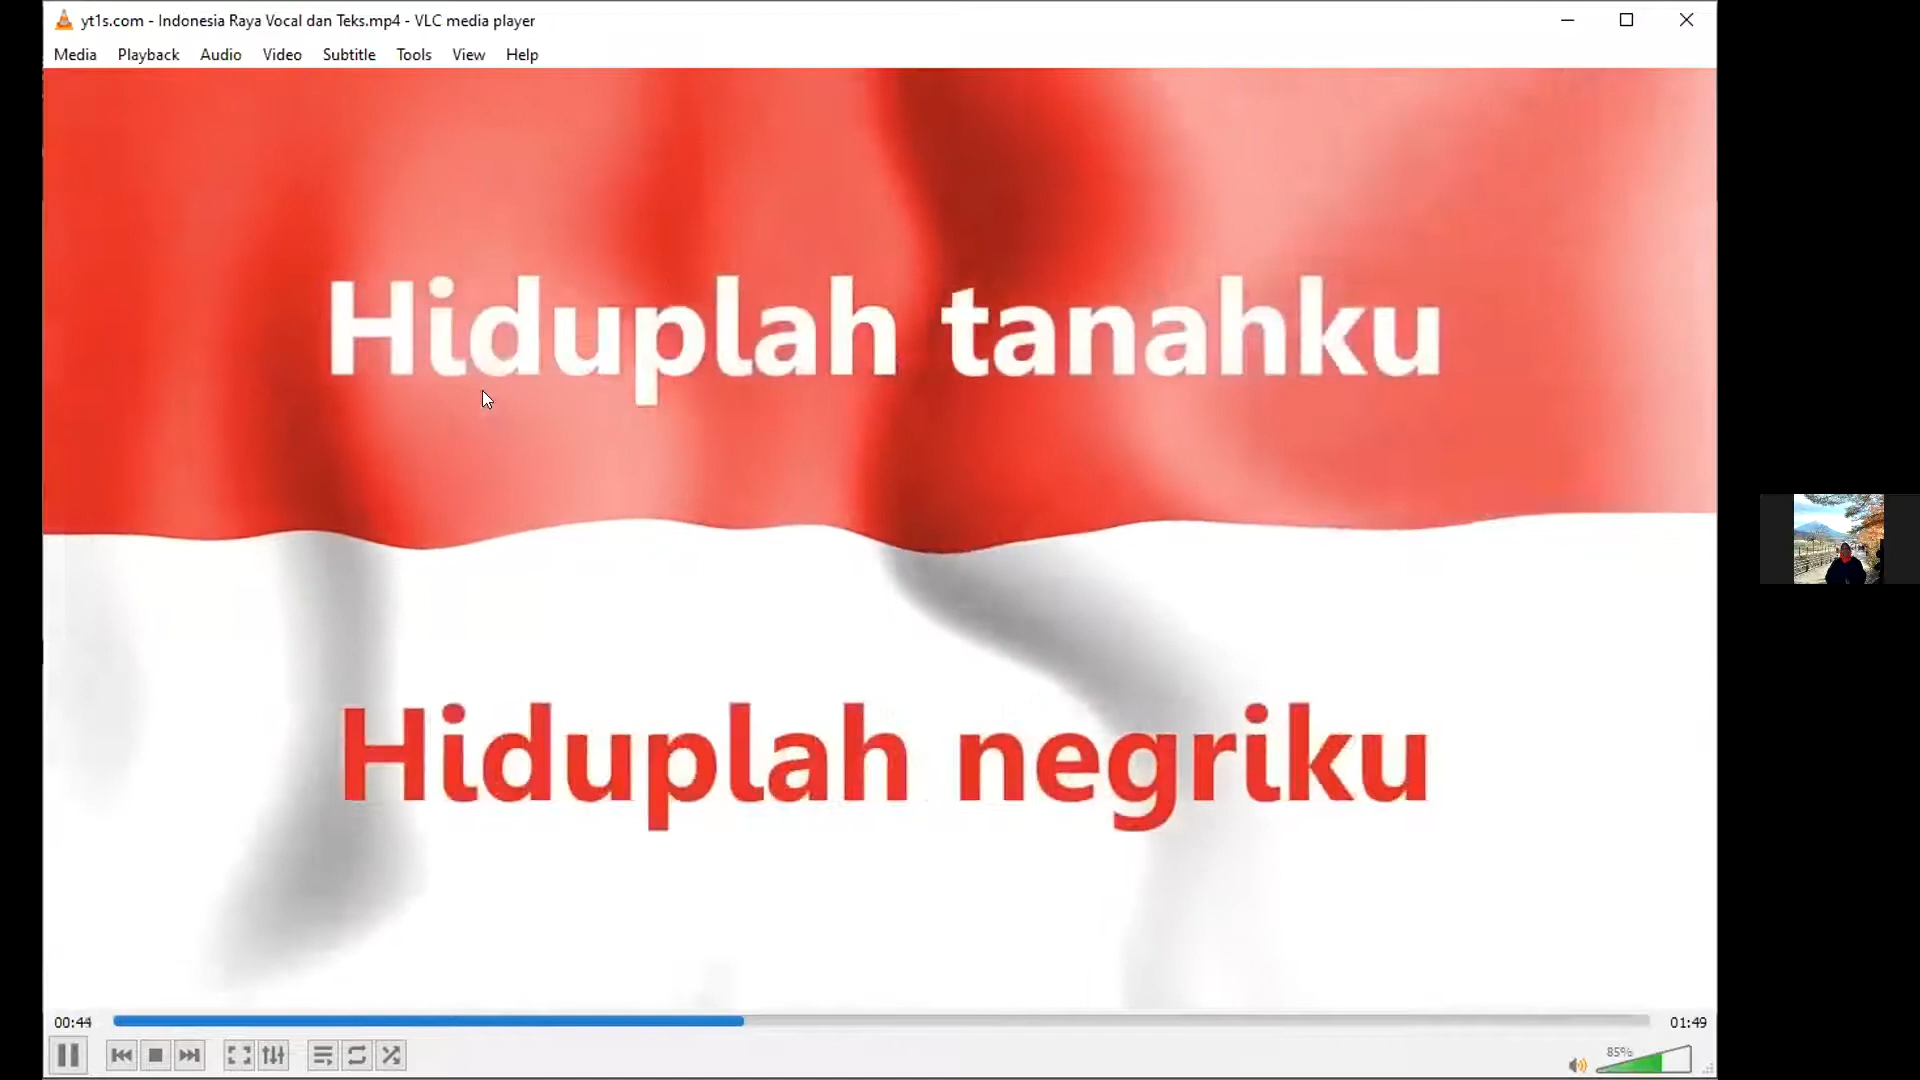 yt1s.com - Indonesia Raya Vocal dan Teks.mp4 - VLC media player
Media Playback Audio Video Subtitle Tools View Help
Hiduplah tanahku
Hiduplah negriku
00:44
01:49
85%